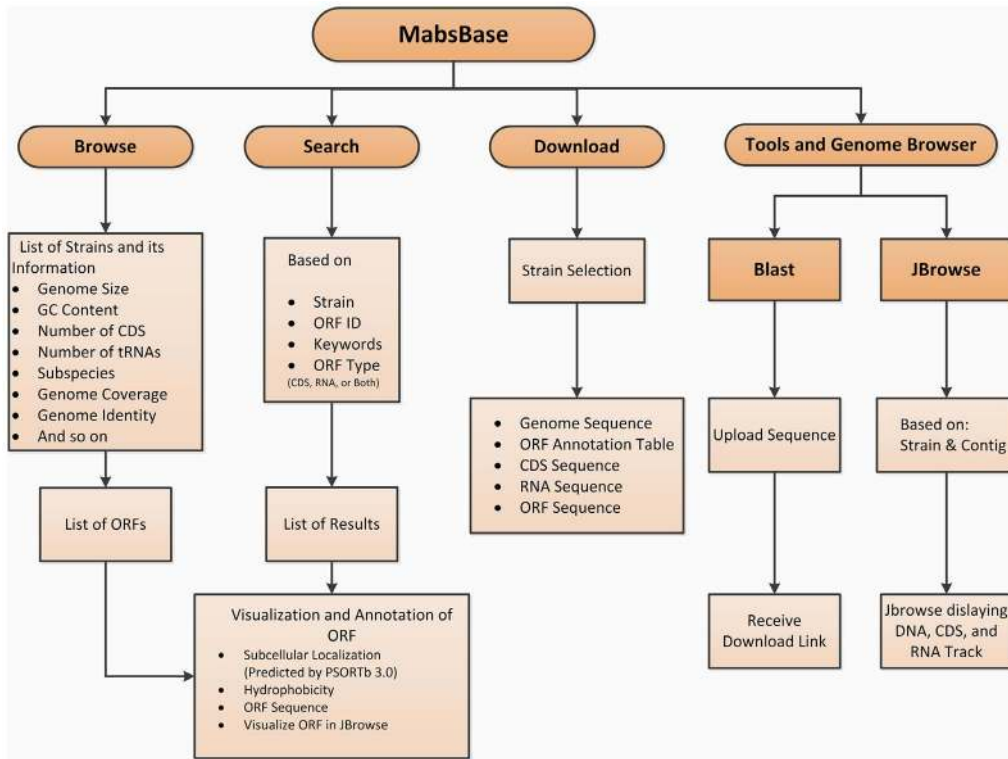 MabsBase
Browse
Search
Download
Tools and Genome Browser
List of Strains and its
Information
• Genome Size
• GC Content
• Number of CDS
• Number of tRNAs
• Subspecies
• Genome Coverage
• Genome Identity
• And so on
Based on
• Strain
• ORF ID
• Keywords
• ORF Type
(CDS, RNA, or Both)
Strain Selection
Blast
JBrowse
• Genome Sequence
• ORF Annotation Table
• CDS Sequence
• RNA Sequence
• ORF Sequence
Upload Sequence
Based on:
Strain & Contig
List of ORFs
List of Results
Visualization and Annotation of
ORF
• Subcellular Localization
(Predicted by PSORTb 3.0)
• Hydrophobicity
• ORF Sequence
• Visualize ORF in JBrowse
Receive
Download Link
Jbrowse dislaying
DNA, CDS, and
RNA Track